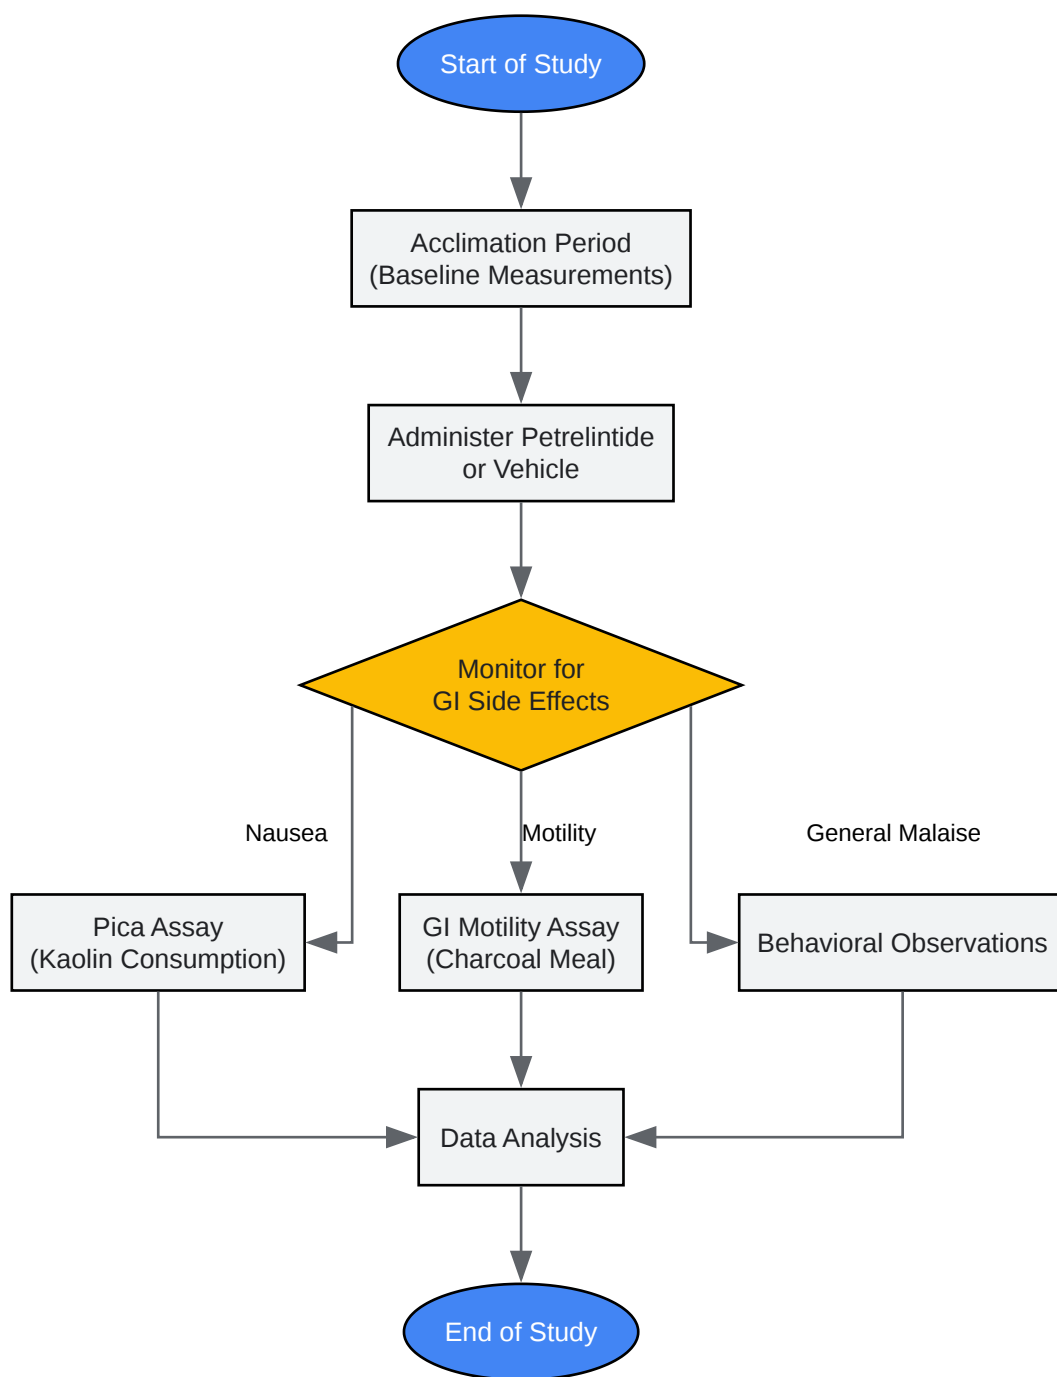 Start of Study
Acclimation Period
(Baseline Measurements)
Administer Petrelintide
or Vehicle
Monitor for
GI Side Effects
Nausea
Motility
General Malaise
Pica Assay
(Kaolin Consumption)
GI Motility Assay
(Charcoal Meal)
Behavioral Observations
Data Analysis
End of Study